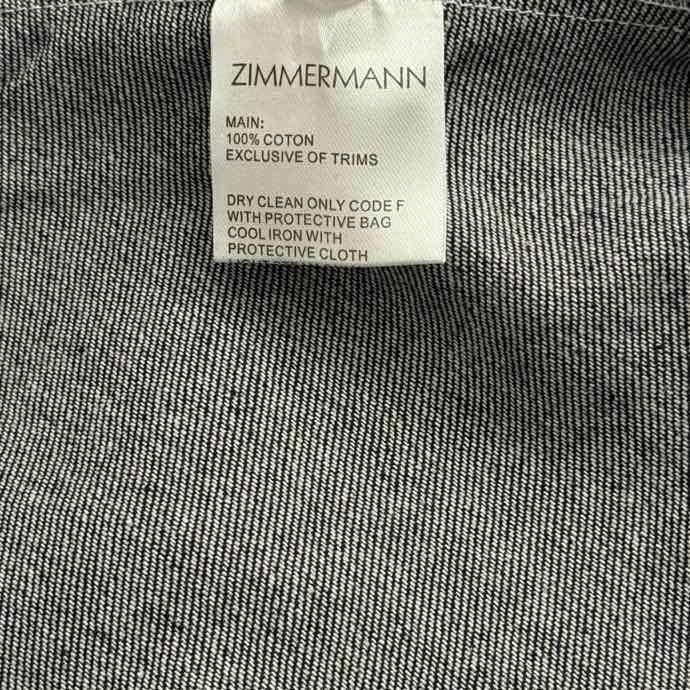 ZIMMERMANN
MAIN:
100% COTON
EXCLUSIVE OF TRIMS
DRY CLEAN ONLY CODE F
WITH PROTECTIVE BAG
COOL IRON WITH
PROTECTIVE CLOTH